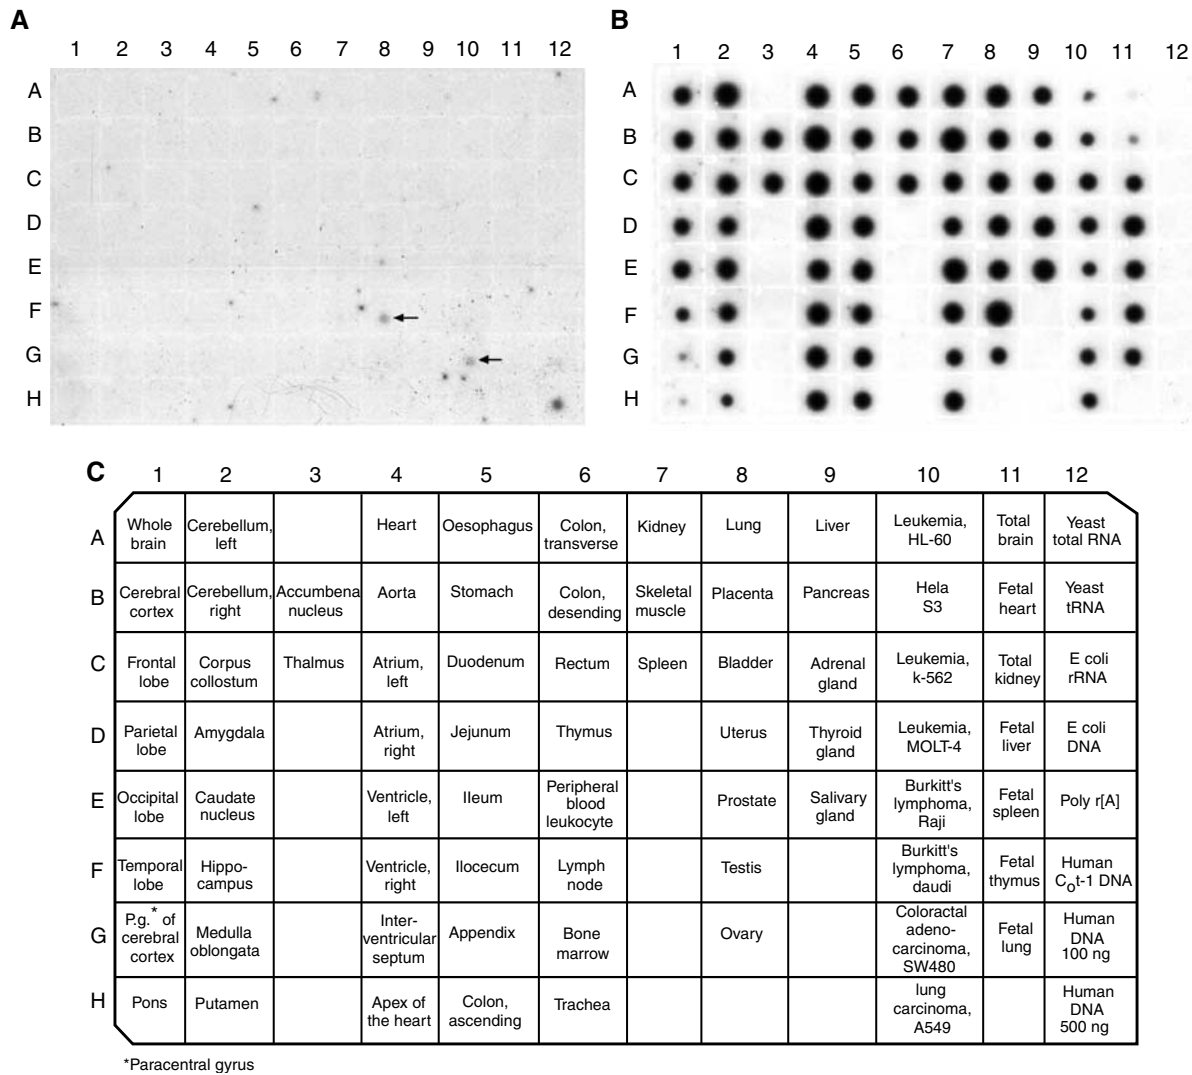 A
1 2 3 4 5 6 7 8 9 10 11 12
A
B
C
D
E
F
G
H
B
1 2 3 4 5 6 7 8 9 10 11 12
A
B
C
D
E
F
G
H
C
1 2 3 4 5 6 7 8 9 10 11 12
A
Whole
brain
Cerebellum,
left
Heart
Oesophagus
Colon,
transverse
Kidney
Lung
Liver
Leukemia,
HL-60
Total
brain
Yeast
total RNA
B
Cerebral
cortex
Cerebellum,
right
Accumbena
nucleus
Aorta
Stomach
Colon,
desending
Skeletal
muscle
Placenta
Pancreas
Hela
S3
Fetal
heart
Yeast
tRNA
C
Frontal
lobe
Corpus
collostum
Thalmus
Atrium,
left
Duodenum
Rectum
Spleen
Bladder
Adrenal
gland
Leukemia,
k-562
Total
kidney
E coli
rRNA
D
Parietal
lobe
Amygdala
Atrium,
right
Jejunum
Thymus
Uterus
Thyroid
gland
Leukemia,
MOLT-4
Fetal
liver
E coli
DNA
E
Occipital
lobe
Caudate
nucleus
Ventricle,
left
Ileum
Peripheral
blood
leukocyte
Prostate
Salivary
gland
Burkitt's
lymphoma,
Raji
Fetal
spleen
Poly r[A]
F
Temporal
lobe
Hippo-
campus
Ventricle,
right
Ilocecum
Lymph
node
Testis
Burkitt's
lymphoma,
daudi
Fetal
thymus
Human
C0t-1 DNA
G
P.g.* of
cerebral
cortex
Medulla
oblongata
Inter-
ventricular
septum
Appendix
Bone
marrow
Ovary
Coloractal
adeno-
carcinoma,
SW480
Fetal
lung
Human
DNA
100 ng
H
Pons
Putamen
Apex of
the heart
Colon,
ascending
Trachea
lung
carcinoma,
A549
Human
DNA
500 ng
*Paracentral gyrus